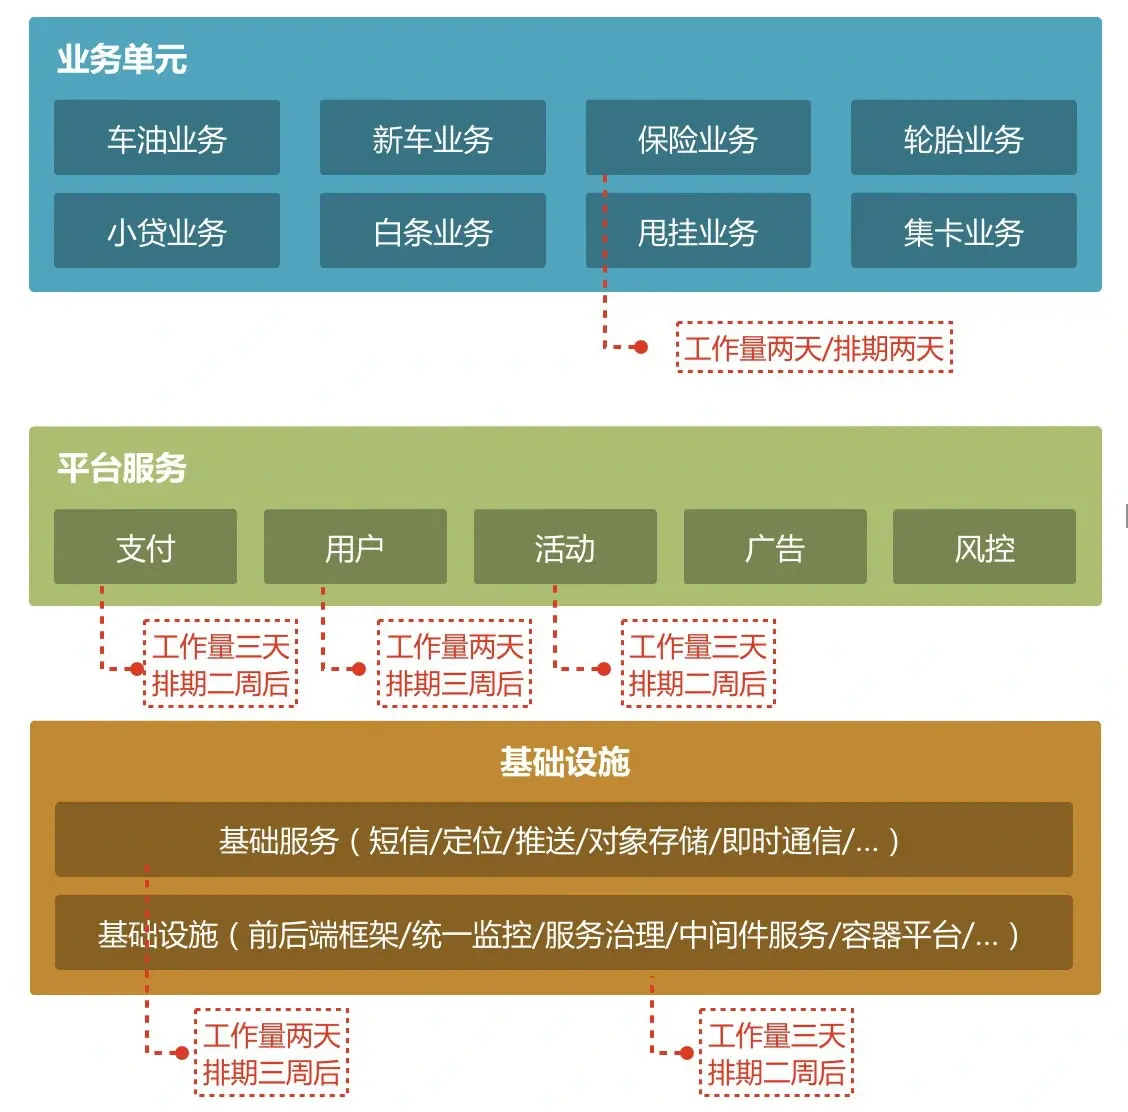 业务单元
车油业务
新车业务
保险业务
轮胎业务
小贷业务
白条业务
甩挂业务
集卡业务
工作量两天/排期两天
平台服务
支付
用户
活动
广告
风控
工作量三天
排期二周后
工作量两天
排期三周后
工作量三天
排期二周后
基础设施
基础服务（短信/定位/推送/对象存储/即时通信/...）
基础设施（前后端框架/统一监控/服务治理/中间件服务/容器平台/...）
工作量两天
排期三周后
工作量三天
排期二周后